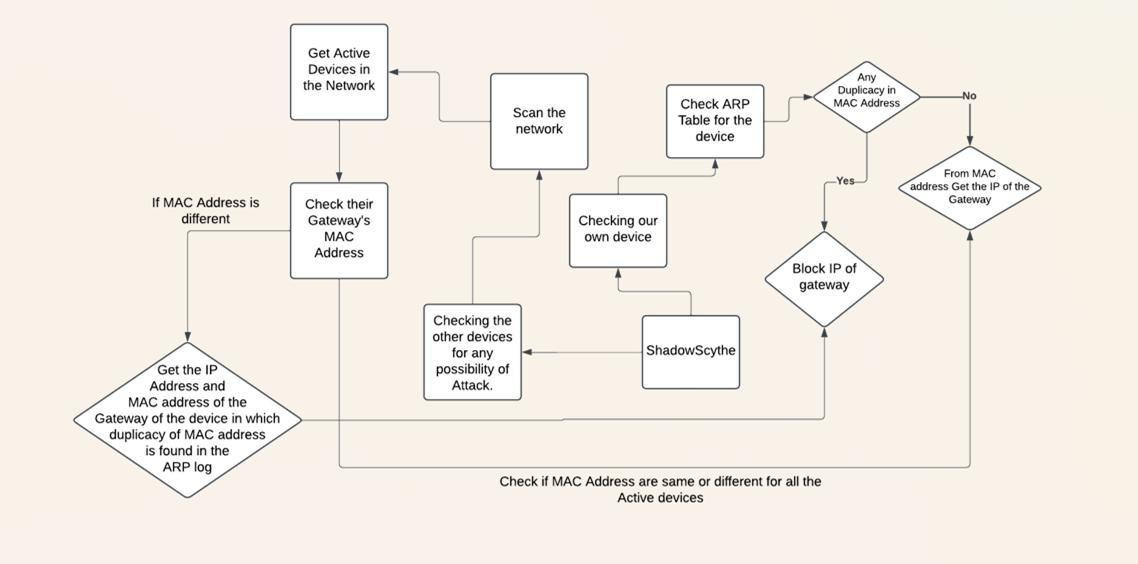 Get Active
Devices in
the Network
Scan the
network
Check ARP
Table for the
device
Any
Duplicacy in
MAC Address
No
From MAC
address Get the IP of the
Gateway
Yes
If MAC Address is
different
Check their
Gateway's
MAC
Address
Checking our
own device
Block IP of
gateway
Checking the
other devices
for any
possibility of
Attack.
ShadowScythe
Get the IP
Address and
MAC address of the
Gateway of the device in which
duplicacy of MAC address
is found in the
ARP log
Check if MAC Address are same or different for all the
Active devices